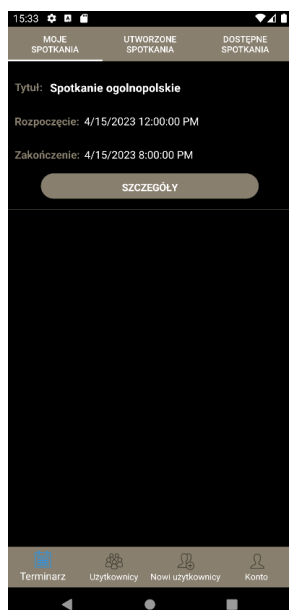 15:33
MOJE SPOTKANIA
UTWORZONE SPOTKANIA
DOSTĘPNE SPOTKANIA
Tytuł: Spotkanie ogolnopolskie
Rozpoczęcie: 4/15/2023 12:00:00 PM
Zakończenie: 4/15/2023 8:00:00 PM
SZCZEGÓŁY
Terminarz Użytkownicy Nowi użytkownicy Konto